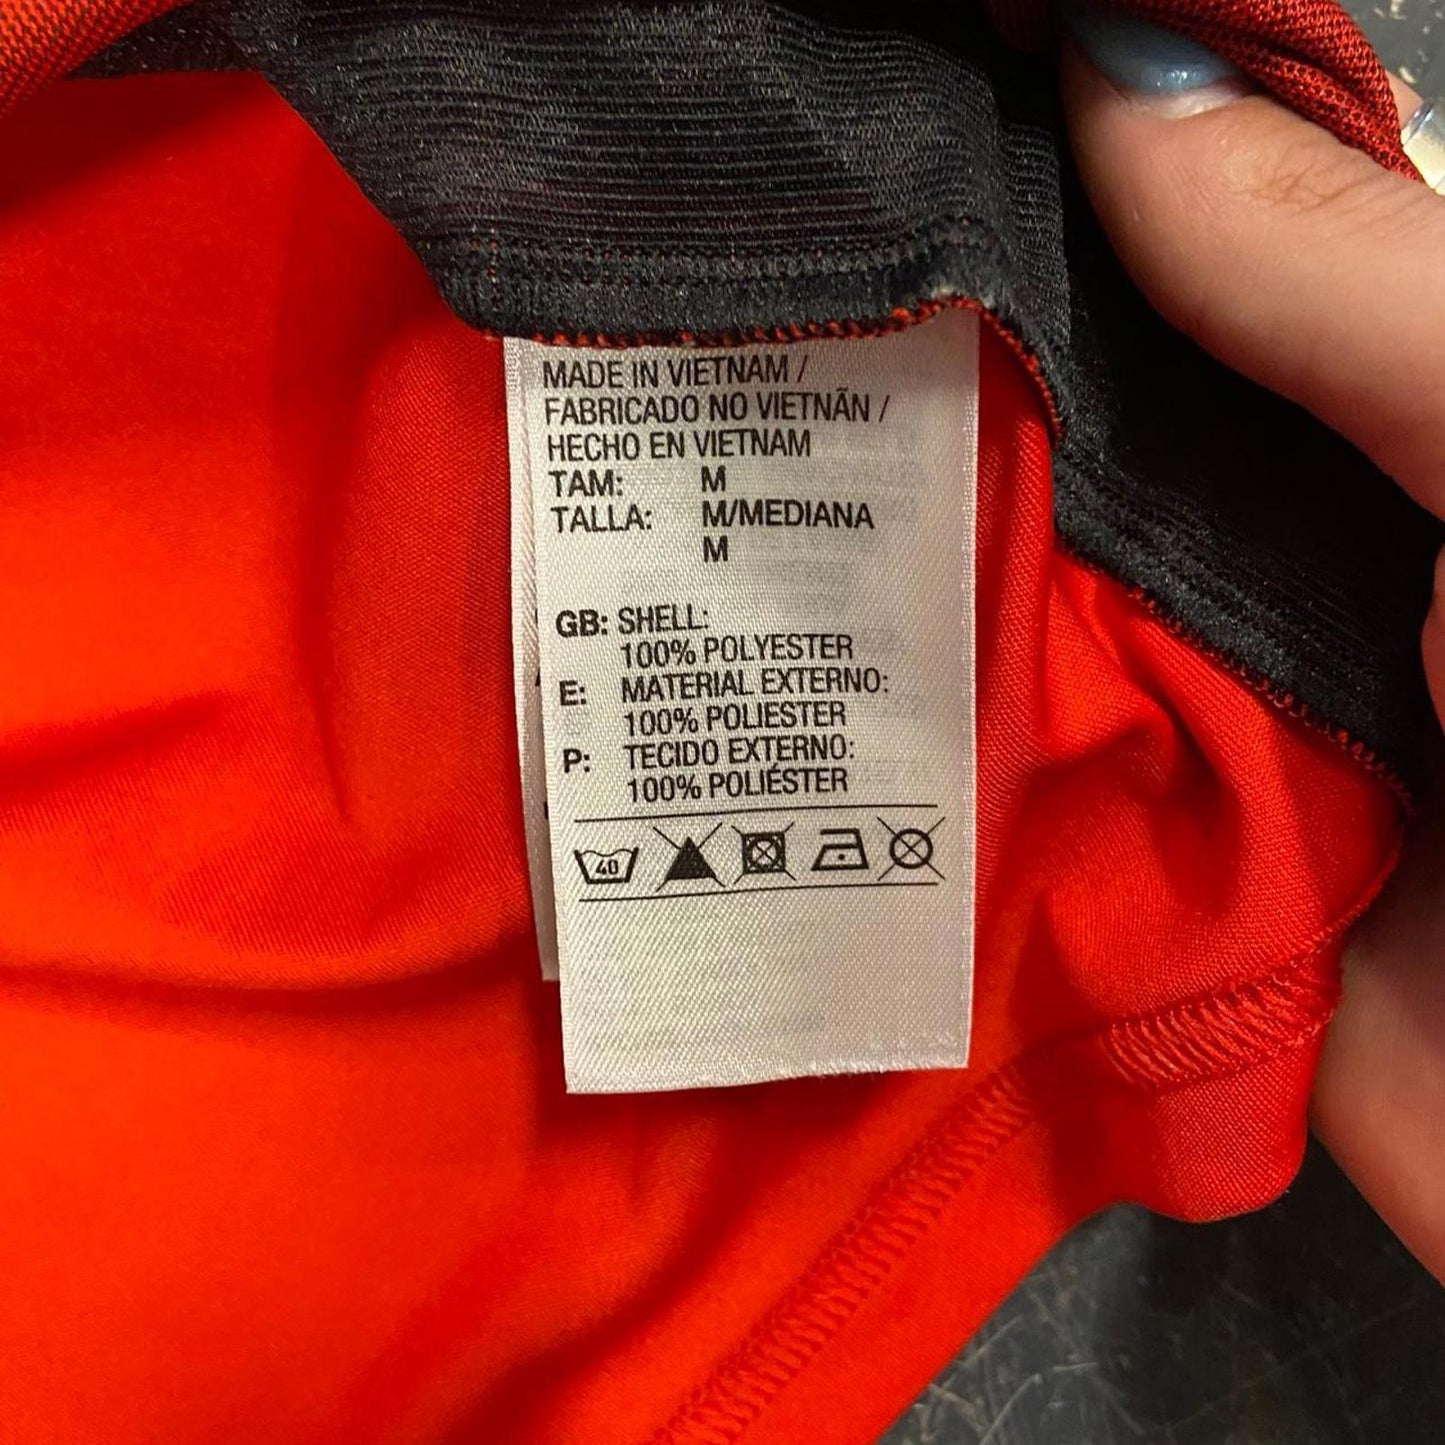 MADE IN VIETNAM /
FABRICADO NO VIETNÃN /
HECHO EN VIETNAM
TAM: M
TALLA: M/MEDIANA
M
GB: SHELL:
100% POLYESTER
E: MATERIAL EXTERNO:
100% POLIESTER
P: TECIDO EXTERNO:
100% POLIÉSTER
40